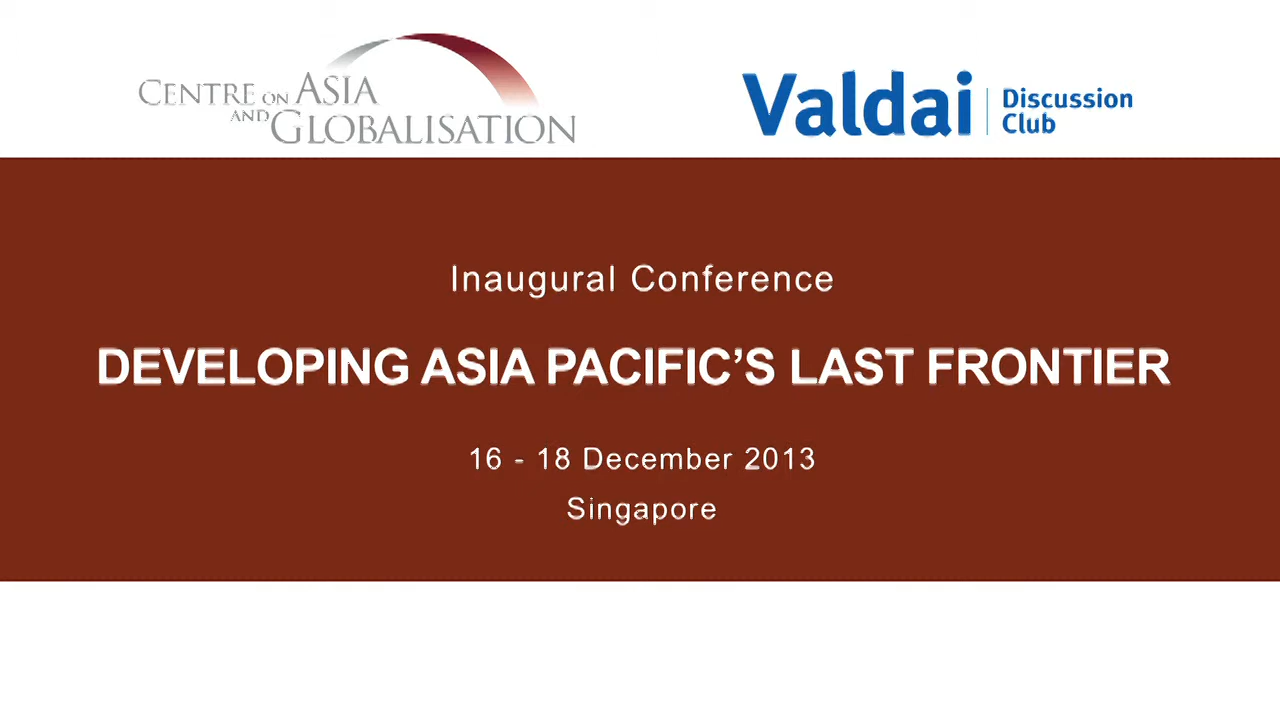 CENTRE ON ASIA
AND GLOBALISATION
Valdai
Discussion
Club
Inaugural Conference
DEVELOPING ASIA PACIFIC’S LAST FRONTIER
16 - 18 December 2013
Singapore